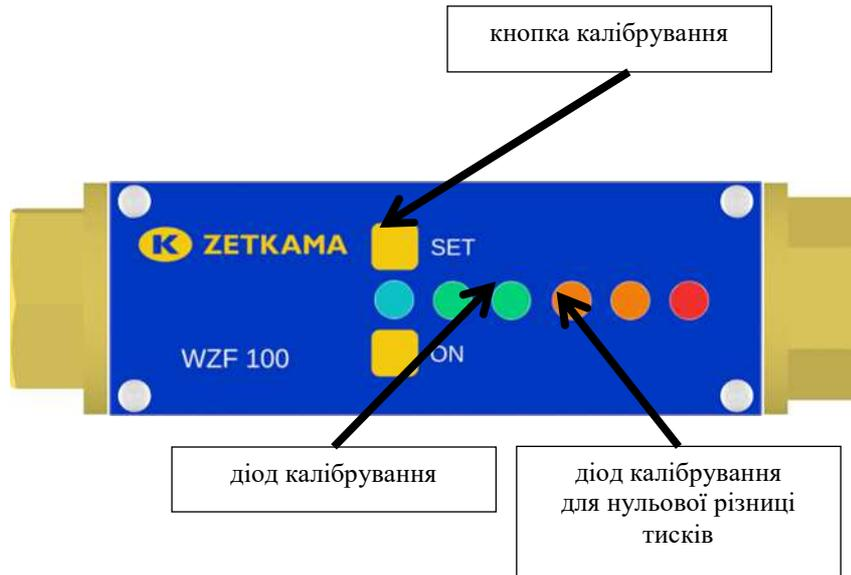 кнопка калібрування
K ZETKAMA
SET
WZF 100
ON
діод калібрування
діод калібрування
для нульової різниці
тисків